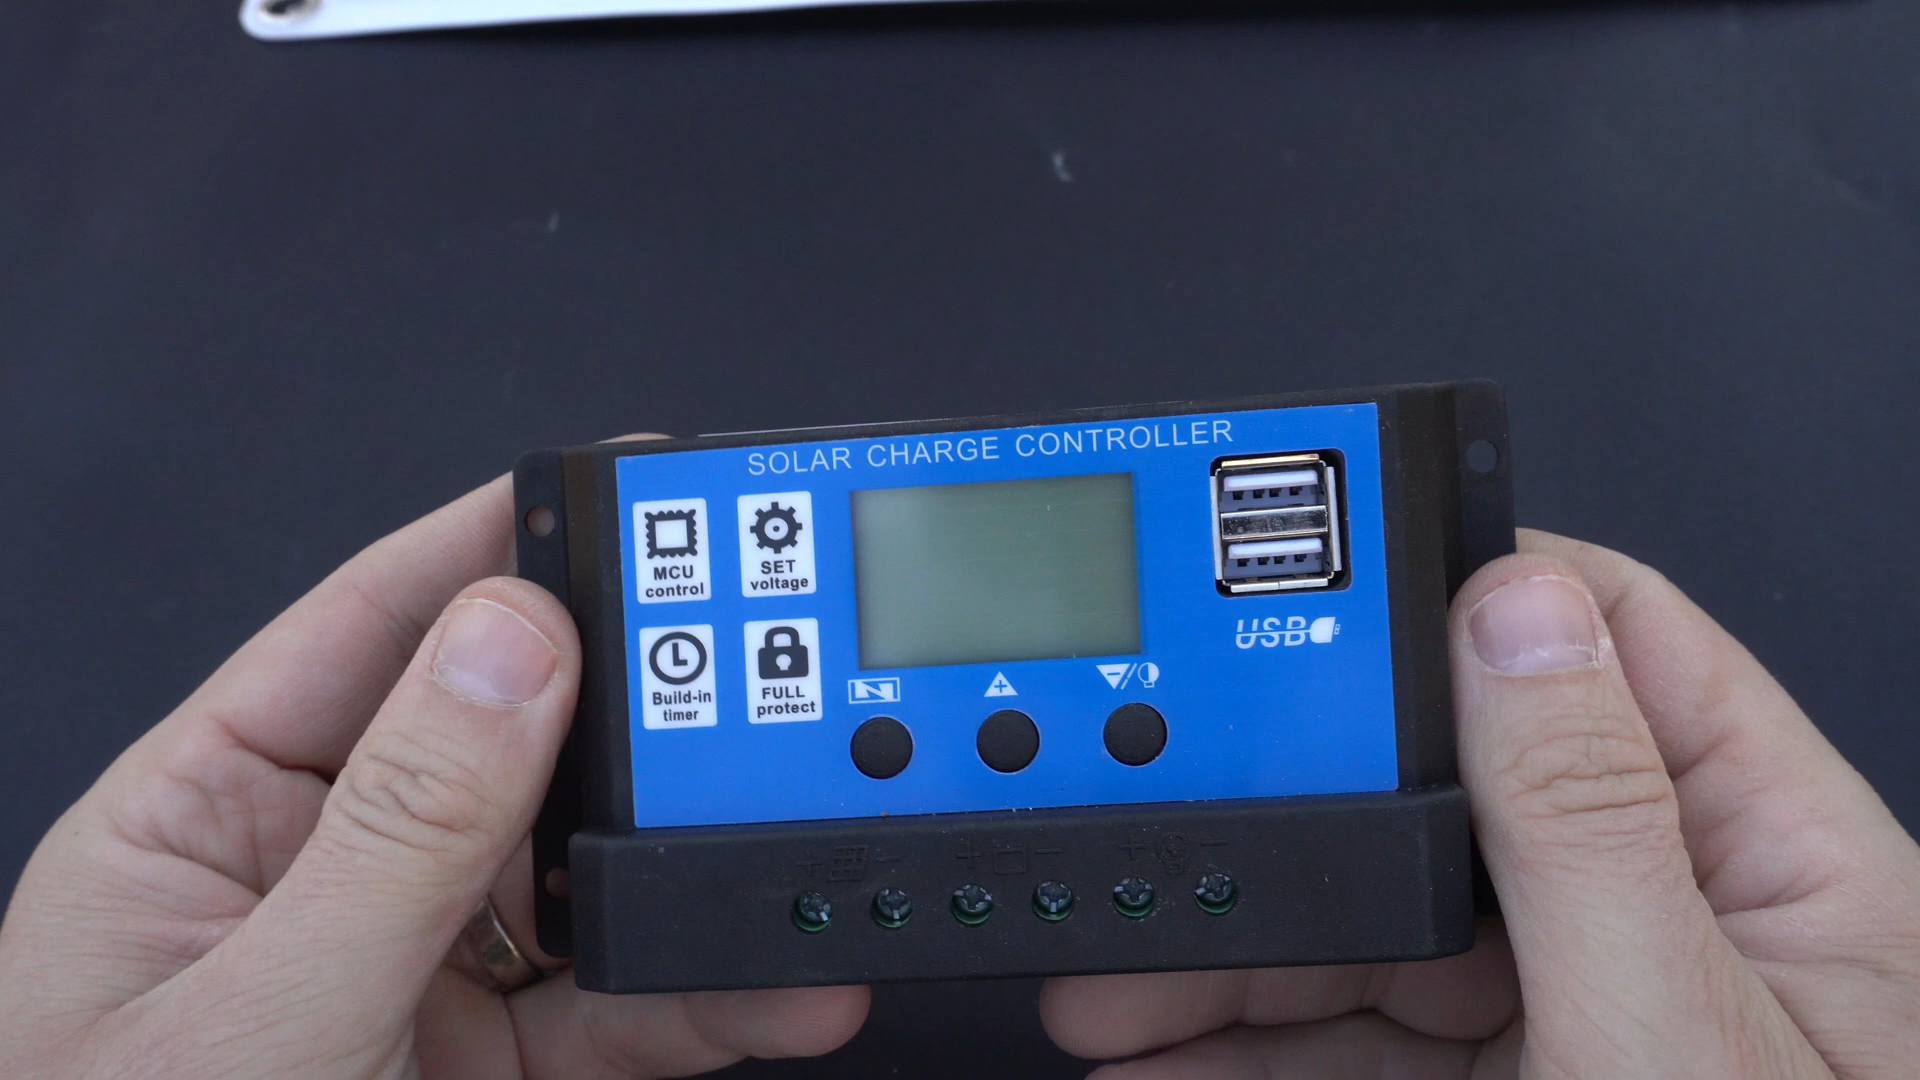 SOLAR CHARGE CONTROLLER
MCU
control
SET
voltage
Build-in
timer
FULL
protect
USB
+ -
+ -
+ -